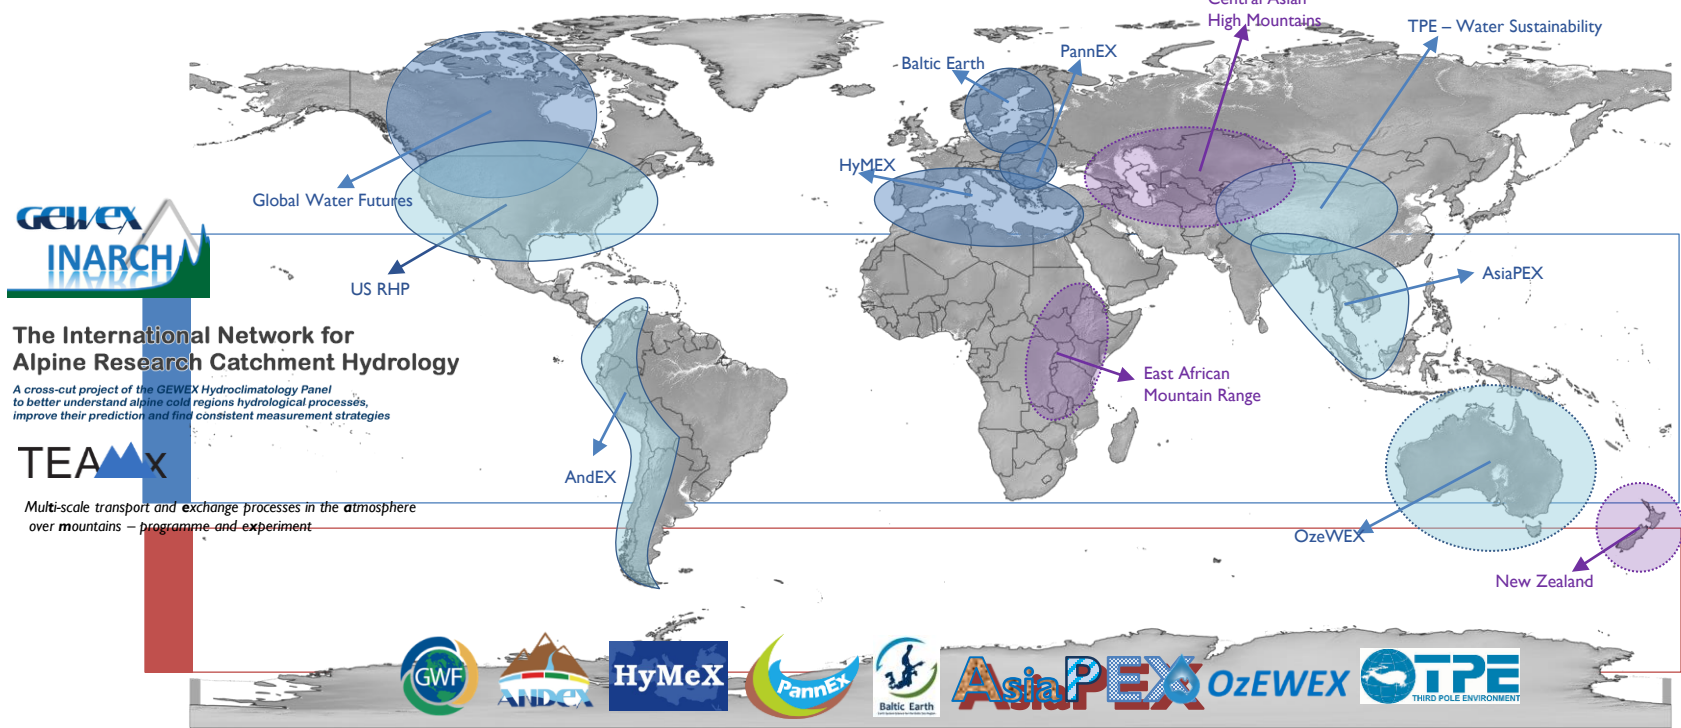 Central Asian
High Mountains
TPE – Water Sustainability
PannEX
Baltic Earth
HyMEX
Global Water Futures
GEWEX
INARCH
US RHP
AsiaPEX
The International Network for
Alpine Research Catchment Hydrology
A cross-cut project of the GEWEX Hydroclimatology Panel
to better understand alpine cold regions hydrological processes,
improve their prediction and find consistent measurement strategies
East African
Mountain Range
TEAMx
AndEX
Multi-scale transport and exchange processes in the atmosphere
over mountains – programme and experiment
OzeWEX
New Zealand
GWF
ANDEX
HyMeX
PannEx
Baltic Earth
AsiaPEX
OzEWEX
TPE
THIRD POLE ENVIRONMENT